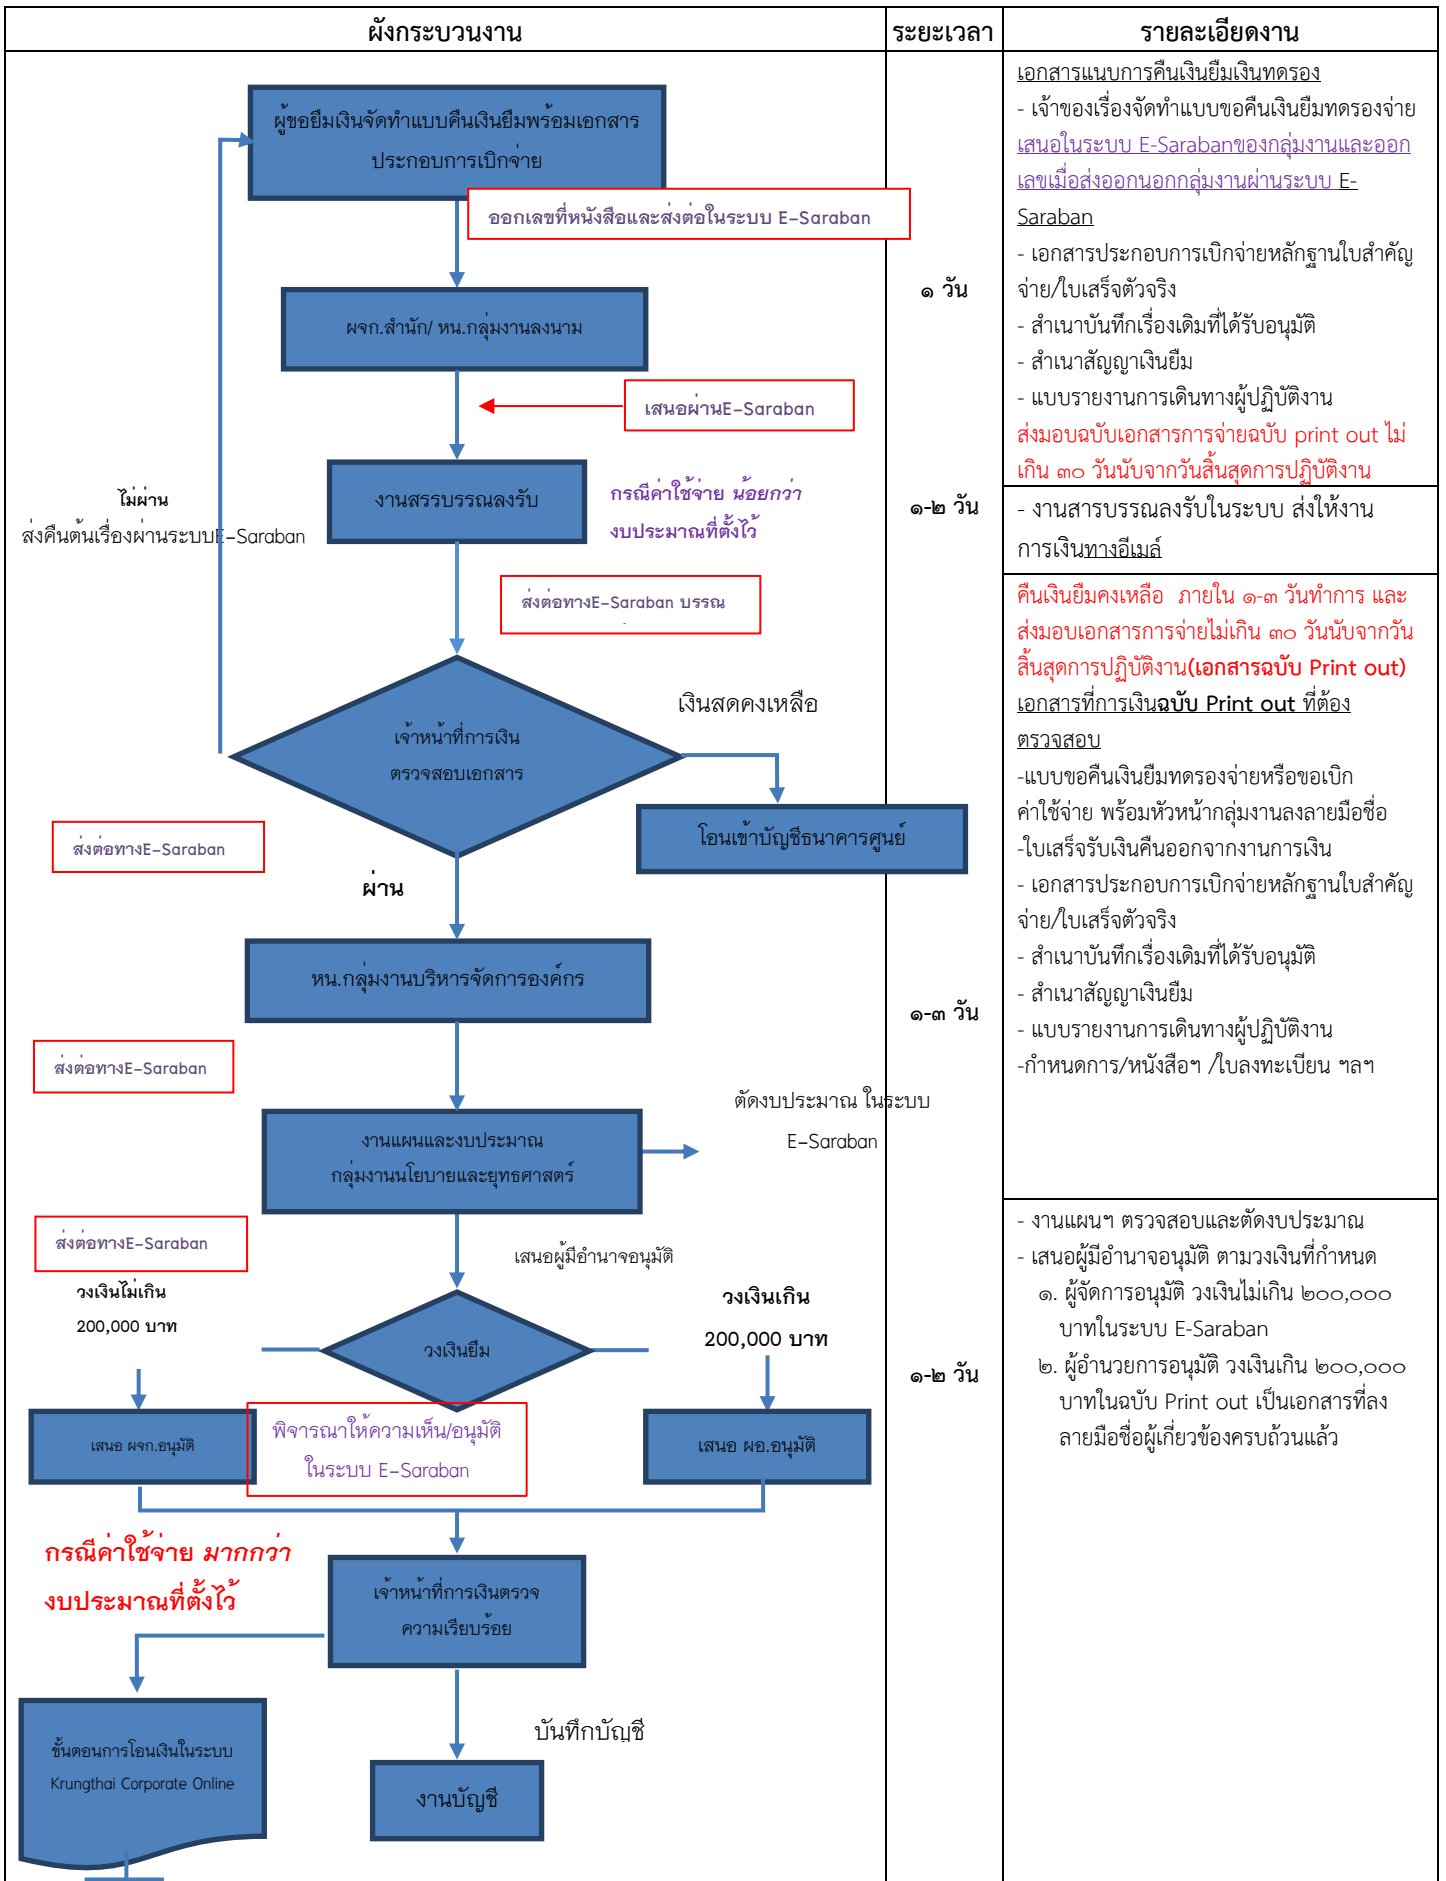 ผังกระบวนงาน
ระยะเวลา
รายละเอียดงาน
ผู้ขอยืมเงินจัดทำแบบคืนเงินยืมพร้อมเอกสาร
ประกอบการเบิกจ่าย
ออกเลขที่หนังสือและส่งต่อในระบบ E-Saraban
ผจก.สำนัก/ หน.กลุ่มงานลงนาม
เสนอผ่านE-Saraban
งานสรรบรรณลงรับ
กรณีค่าใช้จ่าย น้อยกว่า
งบประมาณที่ตั้งไว้
ไม่ผ่าน
ส่งคืนต้นเรื่องผ่านระบบE-Saraban
ส่งต่อทางE-Saraban บรรณ
เจ้าหน้าที่การเงิน
ตรวจสอบเอกสาร
เงินสดคงเหลือ
โอนเข้าบัญชีธนาคารศูนย์
ส่งต่อทางE-Saraban
ผ่าน
หน.กลุ่มงานบริหารจัดการองค์กร
ส่งต่อทางE-Saraban
งานแผนและงบประมาณ
กลุ่มงานนโยบายและยุทธศาสตร์
ตัดงบประมาณ ในระบบ
E-Saraban
ส่งต่อทางE-Saraban
เสนอผู้มีอำนาจอนุมัติ
วงเงินไม่เกิน
200,000 บาท
วงเงินยืม
วงเงินเกิน
200,000 บาท
เสนอ ผจก.อนุมัติ
พิจารณาให้ความเห็น/อนุมัติ
ในระบบ E-Saraban
เสนอ ผอ.อนุมัติ
กรณีค่าใช้จ่าย มากกว่า
งบประมาณที่ตั้งไว้
เจ้าหน้าที่การเงินตรวจ
ความเรียบร้อย
ขั้นตอนการโอนเงินในระบบ
Krungthai Corporate Online
บันทึกบัญชี
งานบัญชี
๑ วัน
๑-๒ วัน
๑-๓ วัน
๑-๒ วัน
เอกสารแนบการคืนเงินยืมเงินทดรอง
- เจ้าของเรื่องจัดทำแบบขอคืนเงินยืมทดรองจ่าย
เสนอในระบบ E-Sarabanของกลุ่มงานและออก
เลขเมื่อส่งออกนอกกลุ่มงานผ่านระบบ E-
Saraban
- เอกสารประกอบการเบิกจ่ายหลักฐานใบสำคัญ
จ่าย/ใบเสร็จตัวจริง
- สำเนาบันทึกเรื่องเดิมที่ได้รับอนุมัติ
- สำเนาสัญญาเงินยืม
- แบบรายงานการเดินทางผู้ปฏิบัติงาน
ส่งมอบฉบับเอกสารการจ่ายฉบับ print out ไม่
เกิน ๓๐ วันนับจากวันสิ้นสุดการปฏิบัติงาน
- งานสารบรรณลงรับในระบบ ส่งให้งาน
การเงินทางอีเมล์
คืนเงินยืมคงเหลือ ภายใน ๑-๓ วันทำการ และ
ส่งมอบเอกสารการจ่ายไม่เกิน ๓๐ วันนับจากวัน
สิ้นสุดการปฏิบัติงาน(เอกสารฉบับ Print out)
เอกสารที่การเงินฉบับ Print out ที่ต้อง
ตรวจสอบ
-แบบขอคืนเงินยืมทดรองจ่ายหรือขอเบิก
ค่าใช้จ่าย พร้อมหัวหน้ากลุ่มงานลงลายมือชื่อ
-ใบเสร็จรับเงินคืนออกจากงานการเงิน
- เอกสารประกอบการเบิกจ่ายหลักฐานใบสำคัญ
จ่าย/ใบเสร็จตัวจริง
- สำเนาบันทึกเรื่องเดิมที่ได้รับอนุมัติ
- สำเนาสัญญาเงินยืม
- แบบรายงานการเดินทางผู้ปฏิบัติงาน
-กำหนดการ/หนังสือฯ /ใบลงทะเบียน ฯลฯ
- งานแผนฯ ตรวจสอบและตัดงบประมาณ
- เสนอผู้มีอำนาจอนุมัติ ตามวงเงินที่กำหนด
๑. ผู้จัดการอนุมัติ วงเงินไม่เกิน ๒๐๐,๐๐๐
บาทในระบบ E-Saraban
๒. ผู้อำนวยการอนุมัติ วงเงินเกิน ๒๐๐,๐๐๐
บาทในฉบับ Print out เป็นเอกสารที่ลง
ลายมือชื่อผู้เกี่ยวข้องครบถ้วนแล้ว